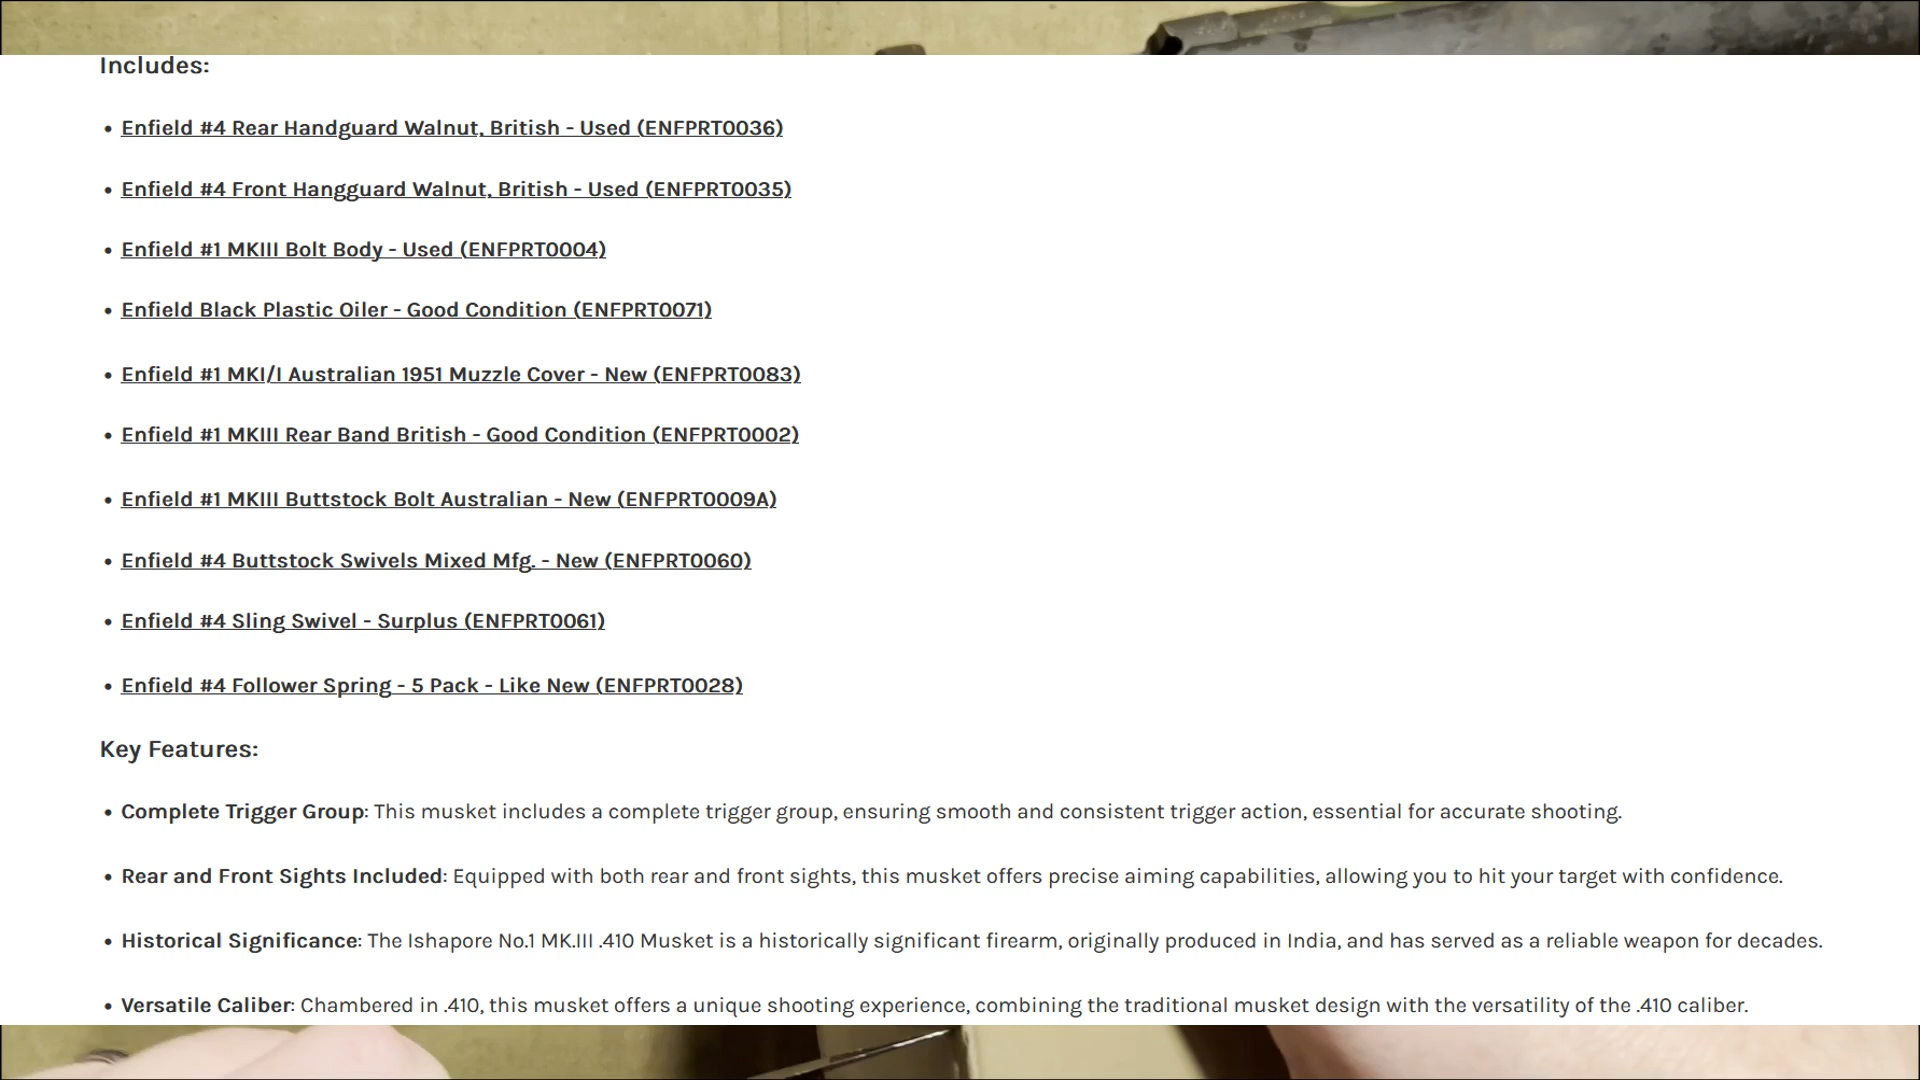 Includes:
• Enfield #4 Rear Handguard Walnut, British - Used (ENFPRT0036)
• Enfield #4 Front Hangguard Walnut, British - Used (ENFPRT0035)
• Enfield #1 MKIII Bolt Body - Used (ENFPRT0004)
• Enfield Black Plastic Oiler - Good Condition (ENFPRT0071)
• Enfield #1 MKI/I Australian 1951 Muzzle Cover - New (ENFPRT0083)
• Enfield #1 MKIII Rear Band British - Good Condition (ENFPRT0002)
• Enfield #1 MKIII Buttstock Bolt Australian - New (ENFPRT0009A)
• Enfield #4 Buttstock Swivels Mixed Mfg. - New (ENFPRT0060)
• Enfield #4 Sling Swivel - Surplus (ENFPRT0061)
• Enfield #4 Follower Spring - 5 Pack - Like New (ENFPRT0028)
Key Features:
• Complete Trigger Group: This musket includes a complete trigger group, ensuring smooth and consistent trigger action, essential for accurate shooting.
• Rear and Front Sights Included: Equipped with both rear and front sights, this musket offers precise aiming capabilities, allowing you to hit your target with confidence.
• Historical Significance: The Ishapore No.1 MK.III .410 Musket is a historically significant firearm, originally produced in India, and has served as a reliable weapon for decades.
• Versatile Caliber: Chambered in .410, this musket offers a unique shooting experience, combining the traditional musket design with the versatility of the .410 caliber.